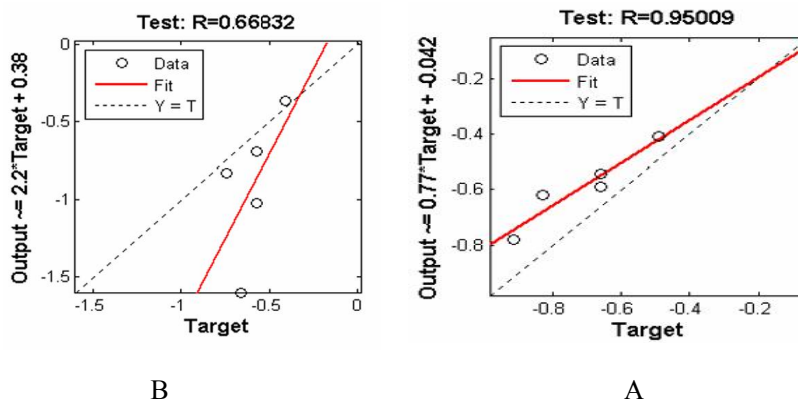 Test: R=0.66832
Output ~= 2.2*Target + 0.38
0
-0.5
-1
-1.5
Data
Fit
Y = T
-1.5
-1
-0.5
0
Target
B
Test: R=0.95009
Output ~= 0.77*Target + -0.042
-0.2
-0.4
-0.6
-0.8
Data
Fit
Y = T
-0.8
-0.6
-0.4
-0.2
Target
A